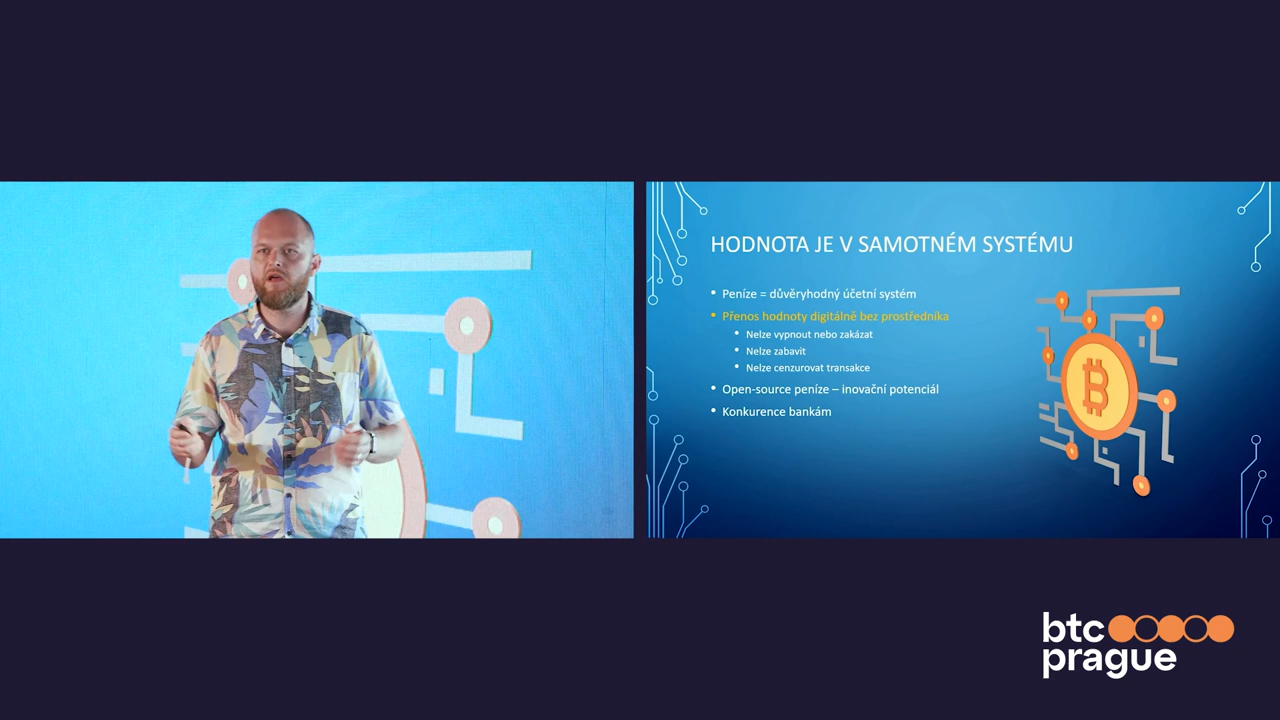 HODNOTA JE V SAMOTNÉM SYSTÉMU
• Peníze = důvěryhodný účetní systém
• Přenos hodnoty digitálně bez prostředníka
• Nelze vypnout nebo zakázat
• Nelze zabavit
• Nelze cenzurovat transakce
• Open-source peníze – inovační potenciál
• Konkurence bankám
btc
prague